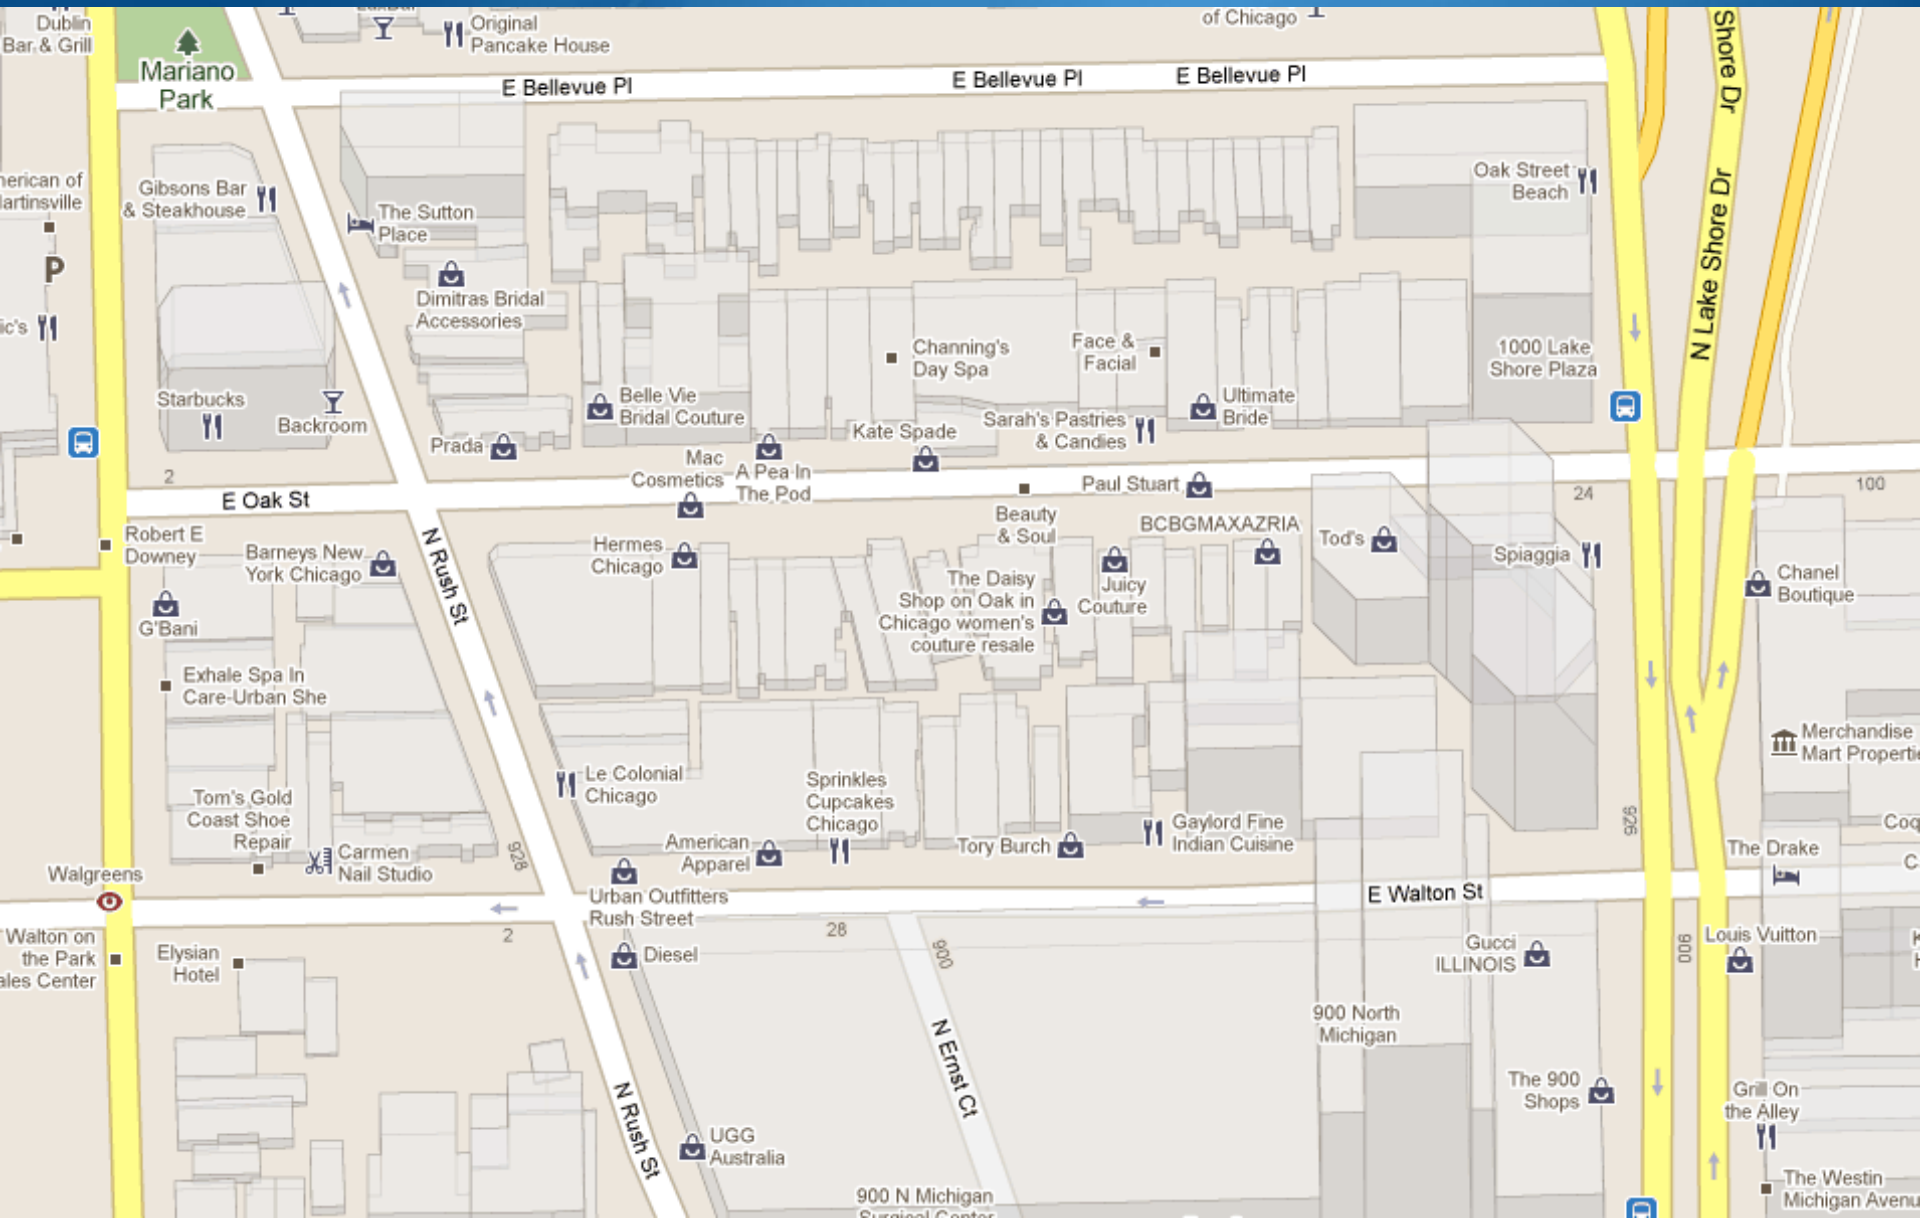 Dublin
Bar & Grill
Original
Pancake House
of Chicago
Mariano
Park
E Bellevue Pl
E Bellevue Pl
E Bellevue Pl
Shore Dr
Gibsons Bar
& Steakhouse
The Sutton
Place
Oak Street
Beach
P
Dimitras Bridal
Accessories
N Lake Shore Dr
Channing's
Day Spa
Face &
Facial
1000 Lake
Shore Plaza
Starbucks
Backroom
Belle Vie
Bridal Couture
Ultimate
Bride
Prada
Kate Spade
Sarah's Pastries
& Candies
Mac
Cosmetics
A Pea In
The Pod
Paul Stuart
2
24
100
E Oak St
Robert E
Downey
Barneys New
York Chicago
N Rush St
Hermes
Chicago
Beauty
& Soul
BCBGMAXAZRIA
Tod's
Spiaggia
Chanel
Boutique
G'Bani
The Daisy
Shop on Oak in
Chicago women's
couture resale
Juicy
Couture
Exhale Spa In
Care-Urban She
Merchandise
Mart Properti
Le Colonial
Chicago
Sprinkles
Cupcakes
Chicago
Tom's Gold
Coast Shoe
Repair
Carmen
Nail Studio
928
American
Apparel
Tory Burch
Gaylord Fine
Indian Cuisine
926
The Drake
Coq
Walgreens
Urban Outfitters
Rush Street
E Walton St
2
28
900
900
Walton on
the Park
ales Center
Elysian
Hotel
Diesel
Gucci
ILLINOIS
Louis Vuitton
900 North
Michigan
N Ernst Ct
N Rush St
The 900
Shops
Grill On
the Alley
UGG
Australia
900 N Michigan
Surgical Center
The Westin
Michigan Avenu